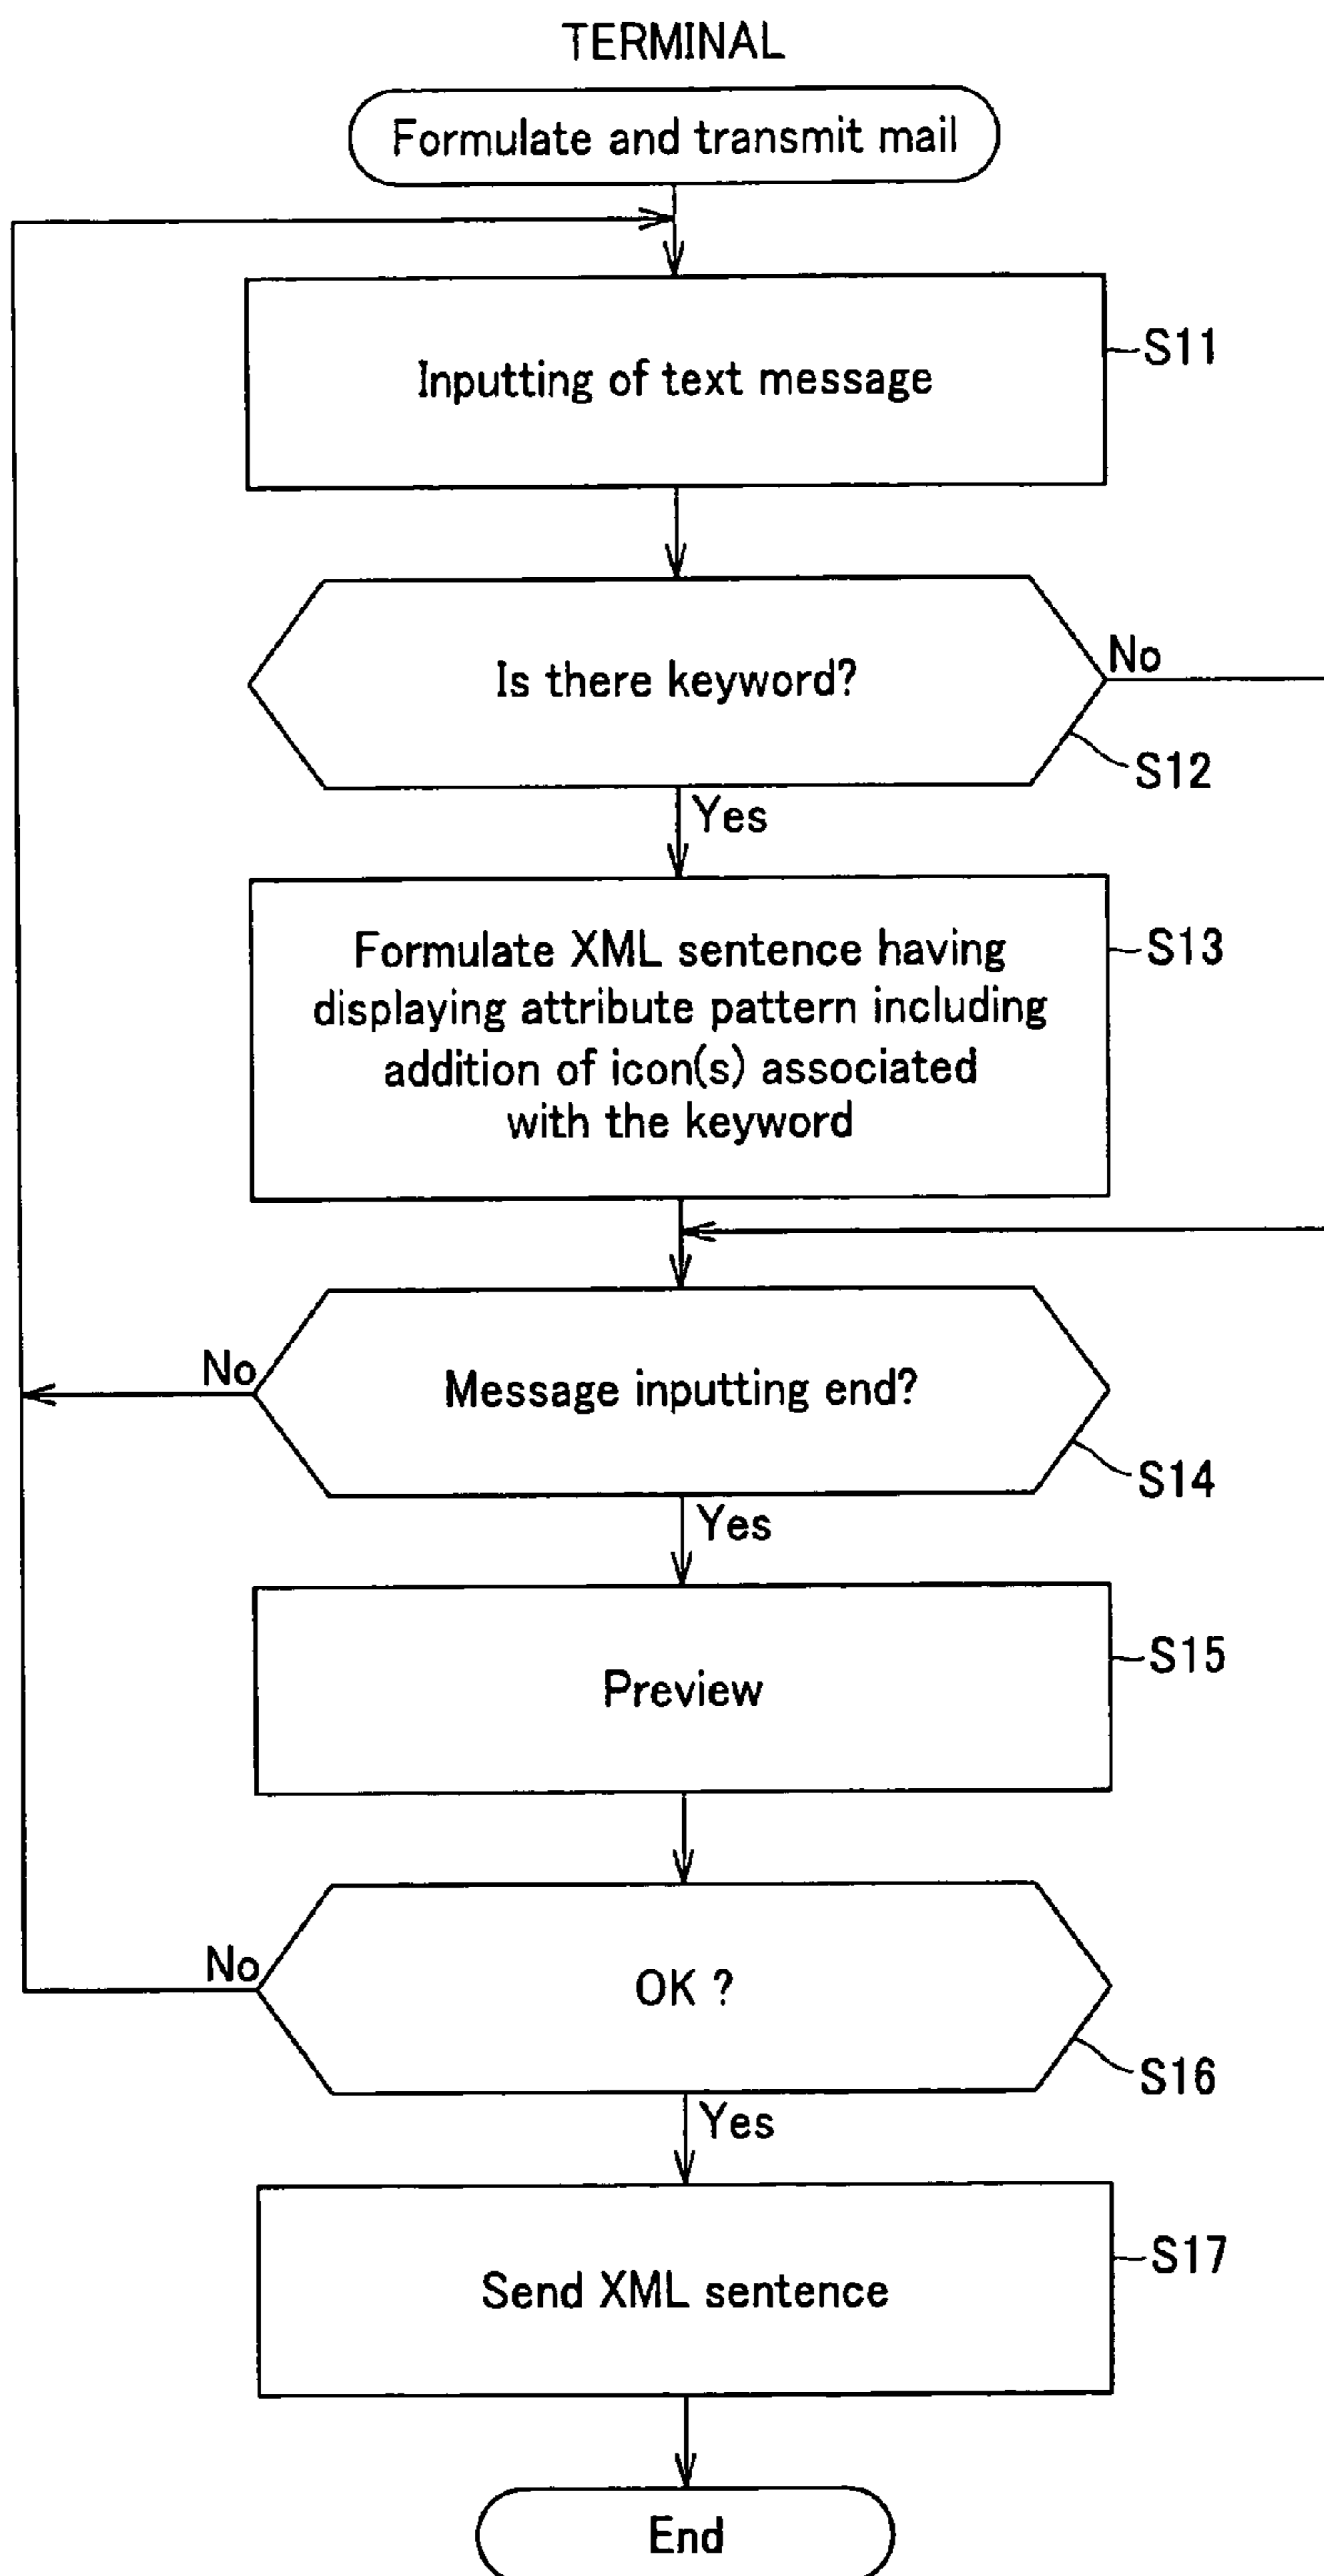 TERMINAL
Formulate and transmit mail
Inputting of text message
S11
Is there keyword?
No
S12
Yes
Formulate XML sentence having
displaying attribute pattern including
addition of icon(s) associated
with the keyword
S13
No
Message inputting end?
S14
Yes
Preview
S15
No
OK ?
S16
Yes
Send XML sentence
S17
End